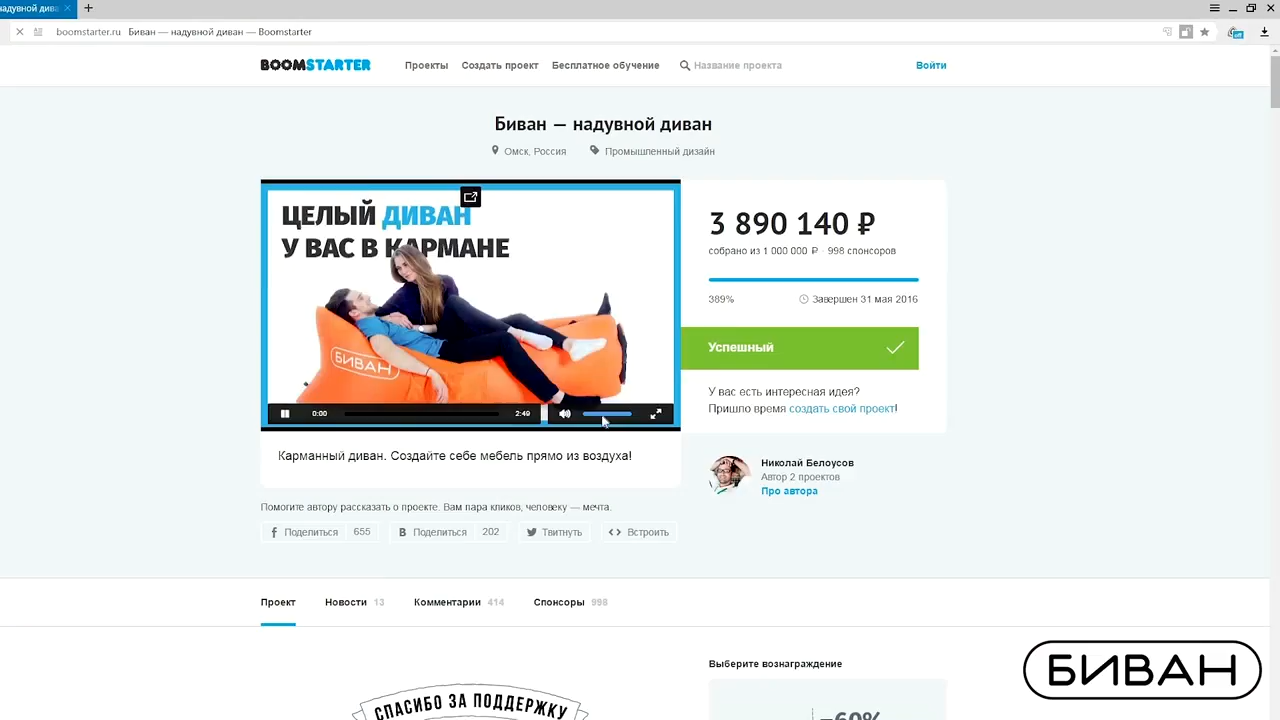 надувной дива
boomstarter.ru Биван — надувной диван — Boomstarter
BOOMSTARTER
Проекты
Создать проект
Бесплатное обучение
Название проекта
Войти
Биван — надувной диван
Омск, Россия
Промышленный дизайн
ЦЕЛЫЙ ДИВАН
У ВАС В КАРМАНЕ
БИВАН
0:00
2:49
3 890 140 ₽
собрано из 1 000 000 ₽ · 998 спонсоров
389%
Завершен 31 мая 2016
Успешный
У вас есть интересная идея?
Пришло время создать свой проект!
Карманный диван. Создайте себе мебель прямо из воздуха!
Николай Белоусов
Автор 2 проектов
Про автора
Помогите автору рассказать о проекте. Вам пара кликов, человеку — мечта.
Поделиться 655
Поделиться 202
Твитнуть
Встроить
Проект
Новости 13
Комментарии 414
Спонсоры 998
Выберите вознаграждение
СПАСИБО ЗА ПОДДЕРЖКУ
–60%
БИВАН